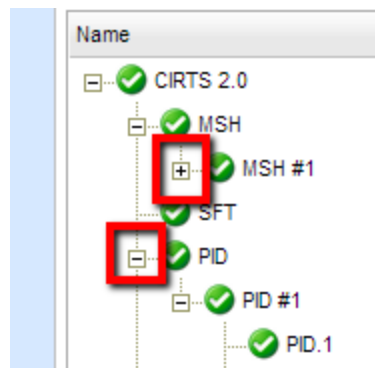 Name
CIRTS 2.0
MSH
MSH #1
SFT
PID
PID #1
PID.1